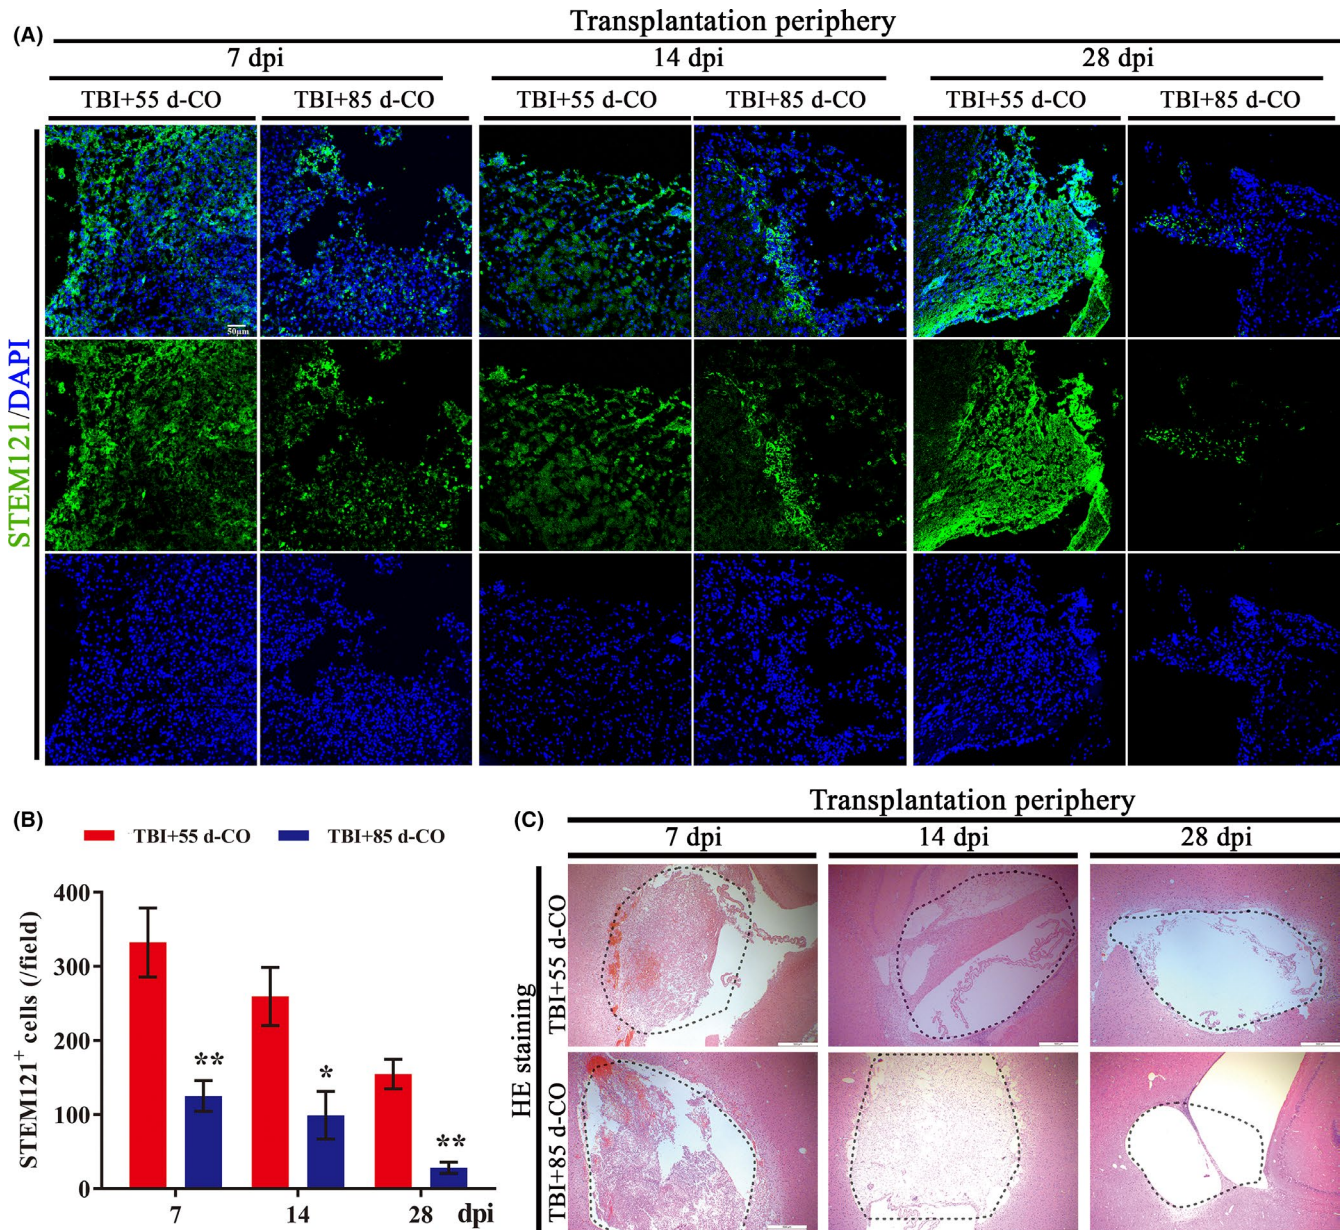 (A)
Transplantation periphery
7 dpi 14 dpi 28 dpi
TBI+55 d-CO TBI+85 d-CO TBI+55 d-CO TBI+85 d-CO TBI+55 d-CO TBI+85 d-CO
STEM121/DAPI
50μm
(B)
TBI+55 d-CO TBI+85 d-CO
STEM121+ cells (/field)
400
300
200
100
0
** * **
7 14 28 dpi
(C)
Transplantation periphery
7 dpi 14 dpi 28 dpi
HE staining
TBI+55 d-CO
TBI+85 d-CO